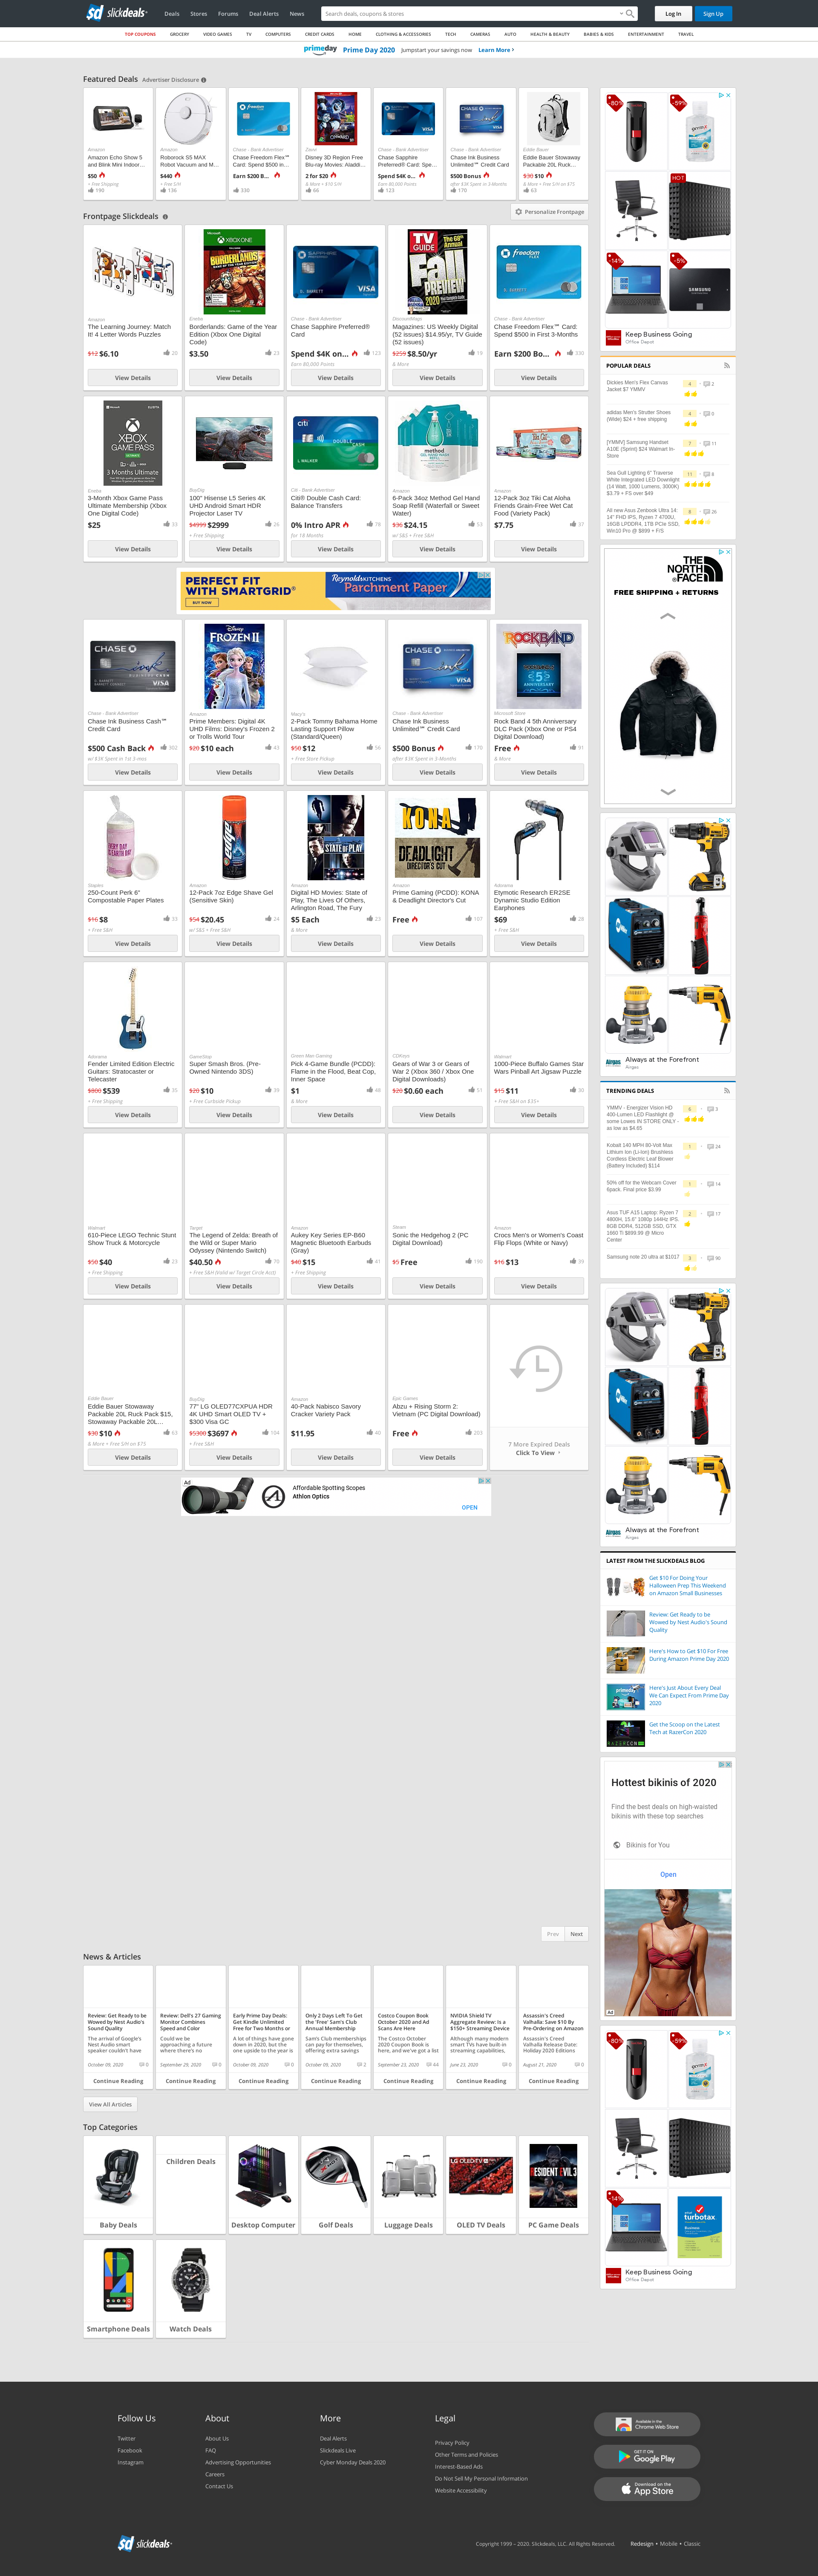 slickdeals
Deals
Stores
Forums
Deal Alerts
News
Search deals, coupons & stores
Log In
Sign Up
TOP COUPONS
GROCERY
VIDEO GAMES
TV
COMPUTERS
CREDIT CARDS
HOME
CLOTHING & ACCESSORIES
TECH
CAMERAS
AUTO
HEALTH & BEAUTY
BABIES & KIDS
ENTERTAINMENT
TRAVEL
primeday Prime Day 2020 Jumpstart your savings now Learn More
Featured Deals Advertiser Disclosure
Amazon
Amazon Echo Show 5
and Blink Mini Indoor...
$50
+ Free Shipping
190
Amazon
Roborock S5 MAX
Robot Vacuum and M...
$440
+ Free S/H
136
Chase - Bank Advertiser
Chase Freedom Flex℠
Card: Spend $500 in...
Earn $200 B...
330
Zavvi
Disney 3D Region Free
Blu-ray Movies: Aladdi...
2 for $20
& More + $10 S/H
66
Chase - Bank Advertiser
Chase Sapphire
Preferred® Card: Spe...
Spend $4K o...
Earn 80,000 Points
123
Chase - Bank Advertiser
Chase Ink Business
Unlimited℠ Credit Card
$500 Bonus
after $3K Spent in 3-Months
170
Eddie Bauer
Eddie Bauer Stowaway
Packable 20L Ruck...
$30 $10
& More + Free S/H on $75
63
Frontpage Slickdeals
Personalize Frontpage
Amazon
The Learning Journey: Match
It! 4 Letter Words Puzzles
$12 $6.10
20
View Details
Eneba
Borderlands: Game of the Year
Edition (Xbox One Digital
Code)
$3.50
23
View Details
Chase - Bank Advertiser
Chase Sapphire Preferred®
Card
Spend $4K on...
123
Earn 80,000 Points
View Details
DiscountMags
Magazines: US Weekly Digital
(52 issues) $14.95/yr, TV Guide
(52 issues)
$259 $8.50/yr
19
& More
View Details
Chase - Bank Advertiser
Chase Freedom Flex℠ Card:
Spend $500 in First 3-Months
Earn $200 Bo...
330
View Details
Eneba
3-Month Xbox Game Pass
Ultimate Membership (Xbox
One Digital Code)
$25
33
View Details
BuyDig
100" Hisense L5 Series 4K
UHD Android Smart HDR
Projector Laser TV
$4999 $2999
26
+ Free Shipping
View Details
Citi - Bank Advertiser
Citi® Double Cash Card:
Balance Transfers
0% Intro APR
78
for 18 Months
View Details
Amazon
6-Pack 34oz Method Gel Hand
Soap Refill (Waterfall or Sweet
Water)
$36 $24.15
53
w/ S&S + Free S&H
View Details
Amazon
12-Pack 3oz Tiki Cat Aloha
Friends Grain-Free Wet Cat
Food (Variety Pack)
$7.75
37
View Details
PERFECT FIT
WITH SMARTGRID®
BUY NOW
Reynolds KITCHENS
Parchment Paper
Chase - Bank Advertiser
Chase Ink Business Cash℠
Credit Card
$500 Cash Back
302
w/ $3K Spent in 1st 3-mos
View Details
Amazon
Prime Members: Digital 4K
UHD Films: Disney's Frozen 2
or Trolls World Tour
$20 $10 each
43
View Details
Macy's
2-Pack Tommy Bahama Home
Lasting Support Pillow
(Standard/Queen)
$50 $12
56
+ Free Store Pickup
View Details
Chase - Bank Advertiser
Chase Ink Business
Unlimited℠ Credit Card
$500 Bonus
170
after $3K Spent in 3-Months
View Details
Microsoft Store
Rock Band 4 5th Anniversary
DLC Pack (Xbox One or PS4
Digital Download)
Free
91
& More
View Details
Staples
250-Count Perk 6"
Compostable Paper Plates
$16 $8
33
+ Free S&H
View Details
Amazon
12-Pack 7oz Edge Shave Gel
(Sensitive Skin)
$54 $20.45
24
w/ S&S + Free S&H
View Details
Amazon
Digital HD Movies: State of
Play, The Lives Of Others,
Arlington Road, The Fury
$5 Each
23
& More
View Details
Amazon
Prime Gaming (PCDD): KONA
& Deadlight Director's Cut
Free
187
View Details
Adorama
Etymotic Research ER2SE
Dynamic Studio Edition
Earphones
$69
28
+ Free S&H
View Details
Adorama
Fender Limited Edition Electric
Guitars: Stratocaster or
Telecaster
$800 $539
35
+ Free Shipping
View Details
GameStop
Super Smash Bros. (Pre-
Owned Nintendo 3DS)
$20 $10
39
+ Free Curbside Pickup
View Details
Green Man Gaming
Pick 4-Game Bundle (PCDD):
Flame in the Flood, Beat Cop,
Inner Space
$1
48
& More
View Details
CDKeys
Gears of War 3 or Gears of
War 2 (Xbox 360 / Xbox One
Digital Downloads)
$20 $0.60 each
51
View Details
Walmart
1000-Piece Buffalo Games Star
Wars Pinball Art Jigsaw Puzzle
$15 $11
30
+ Free S&H on $35+
View Details
Walmart
610-Piece LEGO Technic Stunt
Show Truck & Motorcycle
$50 $40
23
+ Free Shipping
View Details
Target
The Legend of Zelda: Breath of
the Wild or Super Mario
Odyssey (Nintendo Switch)
$40.50
70
+ Free S&H (Valid w/ Target Circle Acct)
View Details
Amazon
Aukey Key Series EP-B60
Magnetic Bluetooth Earbuds
(Gray)
$40 $15
41
+ Free Shipping
View Details
Steam
Sonic the Hedgehog 2 (PC
Digital Download)
$5 Free
190
View Details
Amazon
Crocs Men's or Women's Coast
Flip Flops (White or Navy)
$16 $13
39
View Details
Eddie Bauer
Eddie Bauer Stowaway
Packable 20L Ruck Pack $15,
Stowaway Packable 20L...
$30 $10
63
& More + Free S/H on $75
View Details
BuyDig
77" LG OLED77CXPUA HDR
4K UHD Smart OLED TV +
$300 Visa GC
$5300 $3697
104
+ Free S&H
View Details
Amazon
40-Pack Nabisco Savory
Cracker Variety Pack
$11.95
40
View Details
Epic Games
Abzu + Rising Storm 2:
Vietnam (PC Digital Download)
Free
203
View Details
7 More Expired Deals
Click To View
Ad
Affordable Spotting Scopes
Athlon Optics
OPEN
Prev
Next
-80%
-59%
HOT
-14%
-5%
SAMSUNG
Keep Business Going
Office Depot
POPULAR DEALS
Dickies Men's Flex Canvas
Jacket $7 YMMV
4
2
adidas Men's Strutter Shoes
(Wide) $24 + free shipping
4
0
[YMMV] Samsung Handset
A10E (Sprint) $24 Walmart In-
Store
7
11
Sea Gull Lighting 6" Traverse
White Integrated LED Downlight
(14 Watt, 1000 Lumens, 3000K)
$3.79 + FS over $49
11
8
All new Asus Zenbook Ultra 14:
14" FHD IPS, Ryzen 7 4700U,
16GB LPDDR4, 1TB PCIe SSD,
Win10 Pro @ $899 + F/S
8
26
THE NORTH FACE
FREE SHIPPING + RETURNS
Always at the Forefront
Airgas
TRENDING DEALS
YMMV - Energizer Vision HD
400-Lumen LED Flashlight @
some Lowes IN STORE ONLY -
as low as $4.65
6
3
Kobalt 140 MPH 80-Volt Max
Lithium Ion (Li-Ion) Brushless
Cordless Electric Leaf Blower
(Battery Included) $114
1
24
50% off for the Webcam Cover
6pack. Final price $3.99
1
14
Asus TUF A15 Laptop: Ryzen 7
4800H, 15.6" 1080p 144Hz IPS,
8GB DDR4, 512GB SSD, GTX
1660 Ti $899.99 @ Micro
Center
2
17
Samsung note 20 ultra at $1017
3
90
Always at the Forefront
Airgas
LATEST FROM THE SLICKDEALS BLOG
Get $10 For Doing Your
Halloween Prep This Weekend
on Amazon Small Businesses
Review: Get Ready to be
Wowed by Nest Audio's Sound
Quality
Here's How to Get $10 For Free
During Amazon Prime Day 2020
Here's Just About Every Deal
We Can Expect From Prime Day
2020
Get the Scoop on the Latest
Tech at RazerCon 2020
Hottest bikinis of 2020
Find the best deals on high-waisted
bikinis with these top searches
Bikinis for You
Open
Ad
-80%
-59%
-14%
turbotax
Keep Business Going
Office Depot
News & Articles
Review: Get Ready to be
Wowed by Nest Audio's
Sound Quality
The arrival of Google's
Nest Audio smart
speaker couldn't have
October 09, 2020
0
Continue Reading
Review: Dell's 27 Gaming
Monitor Combines
Speed and Color
Could we be
approaching a future
where there's no
September 29, 2020
0
Continue Reading
Early Prime Day Deals:
Get Kindle Unlimited
Free for Two Months or
A lot of things have gone
down in 2020, but the
one upside to the year is
October 09, 2020
0
Continue Reading
Only 2 Days Left To Get
the 'Free' Sam's Club
Annual Membership
Sam's Club memberships
can pay for themselves,
offering extra savings
October 09, 2020
2
Continue Reading
Costco Coupon Book
October 2020 and Ad
Scans Are Here
The Costco October
2020 Coupon Book is
here, and we've got a list
September 23, 2020
44
Continue Reading
NVIDIA Shield TV
Aggregate Review: Is a
$150+ Streaming Device
Although many modern
smart TVs have built-in
streaming capabilities,
June 23, 2020
0
Continue Reading
Assassin's Creed
Valhalla: Save $10 By
Pre-Ordering on Amazon
Assassin's Creed
Valhalla Release Date:
Holiday 2020 Editions
August 21, 2020
0
Continue Reading
View All Articles
Top Categories
Baby Deals
Children Deals
Desktop Computer
Golf Deals
Luggage Deals
OLED TV Deals
PC Game Deals
Smartphone Deals
Watch Deals
Follow Us
Twitter
Facebook
Instagram
About
About Us
FAQ
Advertising Opportunities
Careers
Contact Us
More
Deal Alerts
Slickdeals Live
Cyber Monday Deals 2020
Legal
Privacy Policy
Other Terms and Policies
Interest-Based Ads
Do Not Sell My Personal Information
Website Accessibility
Available in the
Chrome Web Store
GET IT ON
Google Play
Download on the
App Store
slickdeals
Copyright 1999 – 2020. Slickdeals, LLC. All Rights Reserved.
Redesign • Mobile • Classic